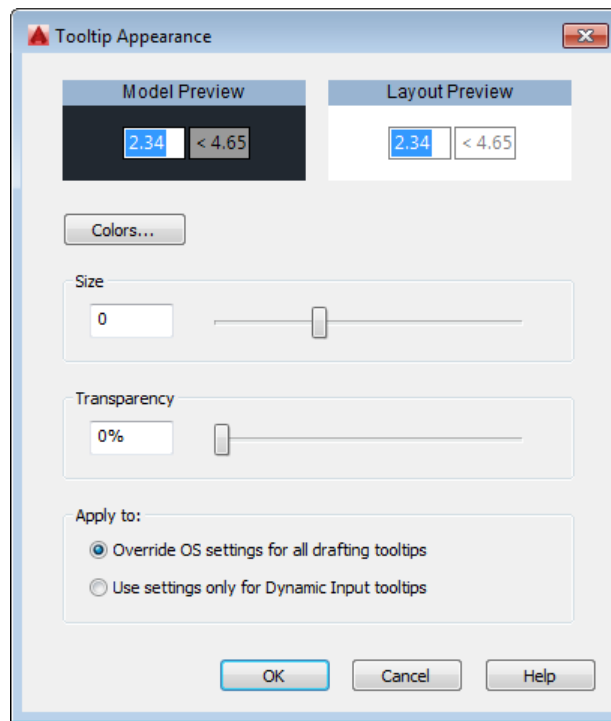 Tooltip Appearance
Model Preview
Layout Preview
2.34 < 4.65
2.34 < 4.65
Colors...
Size
0
Transparency
0%
Apply to:
Override OS settings for all drafting tooltips
Use settings only for Dynamic Input tooltips
OK Cancel Help